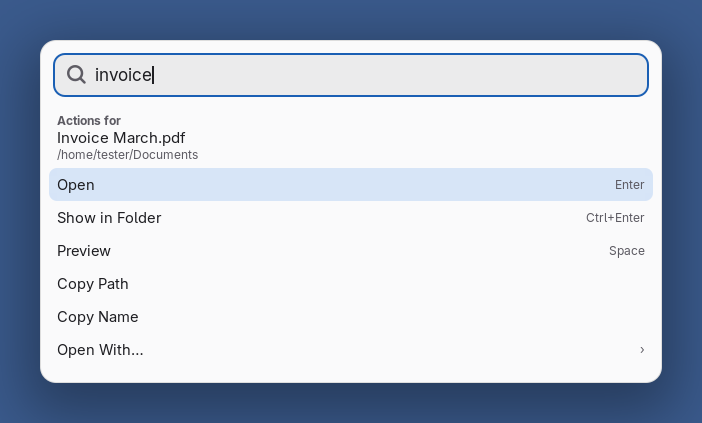 invoice
Actions for
Invoice March.pdf
/home/tester/Documents
Open Enter
Show in Folder Ctrl+Enter
Preview Space
Copy Path
Copy Name
Open With... ›